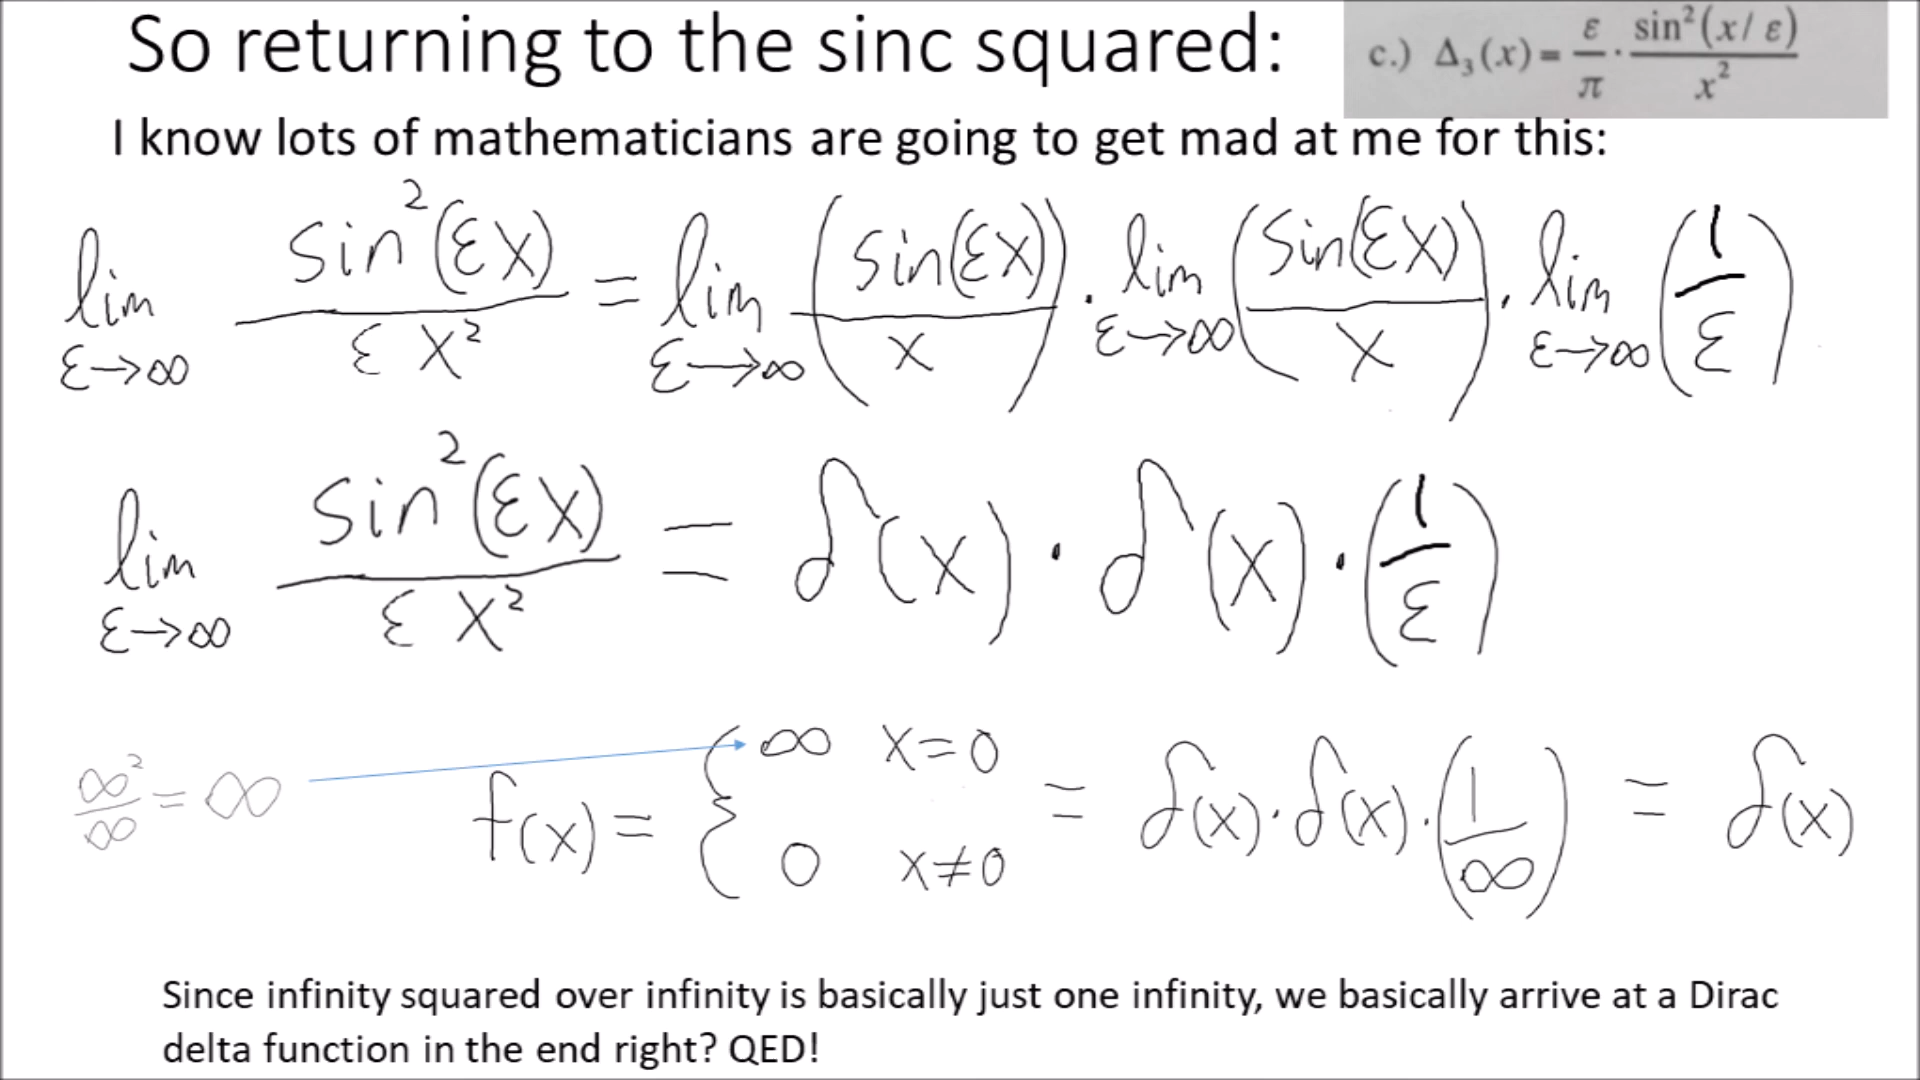 So returning to the sinc squared:
c.) Δ₃(x) = ε/π · sin²(x/ε)/x²
I know lots of mathematicians are going to get mad at me for this:
lim ε→∞ sin²(εx)/(εx²) = lim ε→∞ (sin(εx)/x) · lim ε→∞ (sin(εx)/x) · lim ε→∞ (1/ε)
lim ε→∞ sin²(εx)/(εx²) = δ(x) · δ(x) · (1/ε)
∞²/∞ = ∞ f(x) = { ∞ x=0 0 x≠0 = δ(x) · δ(x) · (1/∞) = δ(x)
Since infinity squared over infinity is basically just one infinity, we basically arrive at a Dirac
delta function in the end right? QED!